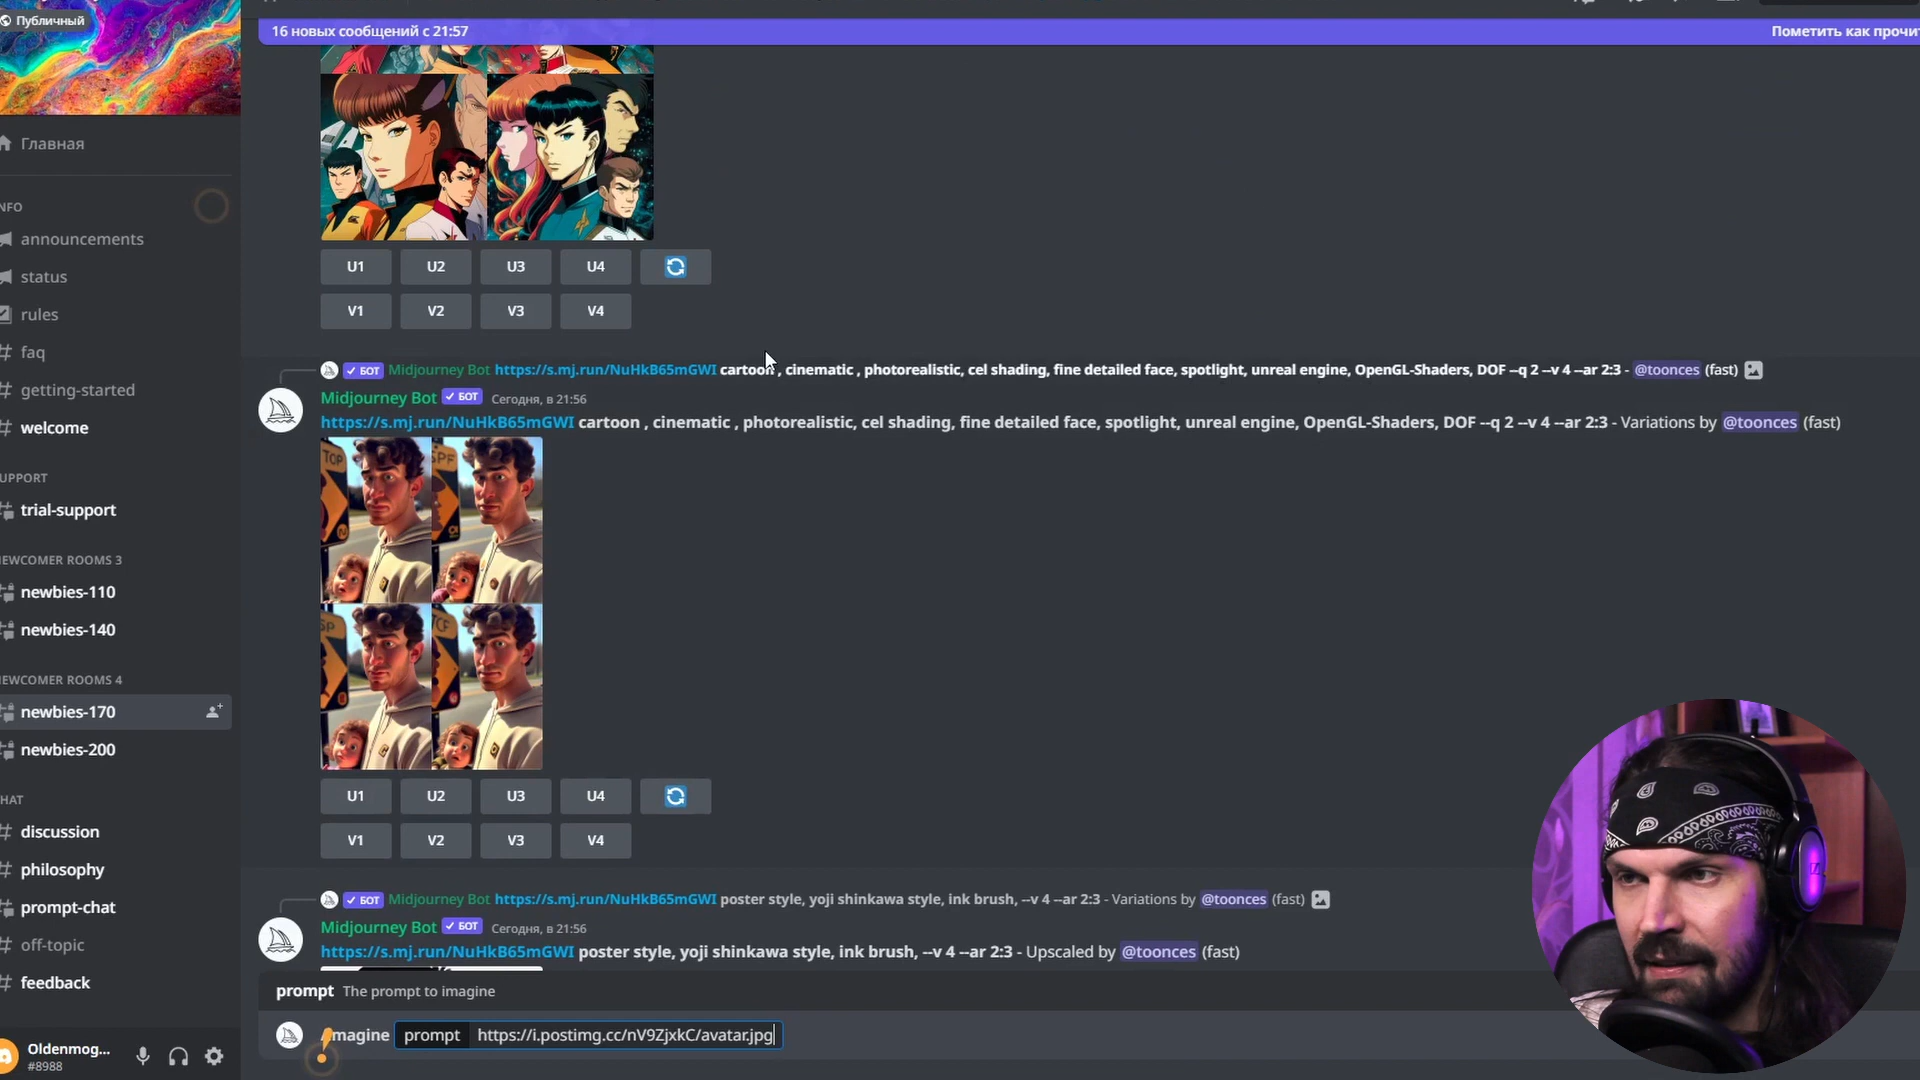 Публичный
16 новых сообщений с 21:57
Пометить как прочи
Главная
NFO
announcements
status
rules
faq
getting-started
welcome
UPPORT
trial-support
EWCOMER ROOMS 3
newbies-110
newbies-140
EWCOMER ROOMS 4
newbies-170
newbies-200
HAT
discussion
philosophy
prompt-chat
off-topic
feedback
Oldenmog...
#8988
U1 U2 U3 U4
V1 V2 V3 V4
БОТ Midjourney Bot https://s.mj.run/NuHkB65mGWI cartoon , cinematic , photorealistic, cel shading, fine detailed face, spotlight, unreal engine, OpenGL-Shaders, DOF --q 2 --v 4 --ar 2:3 - @toonces (fast)
Midjourney Bot БОТ Сегодня, в 21:56
https://s.mj.run/NuHkB65mGWI cartoon , cinematic , photorealistic, cel shading, fine detailed face, spotlight, unreal engine, OpenGL-Shaders, DOF --q 2 --v 4 --ar 2:3 - Variations by @toonces (fast)
TOP SPF
SP TCF
U1 U2 U3 U4
V1 V2 V3 V4
БОТ Midjourney Bot https://s.mj.run/NuHkB65mGWI poster style, yoji shinkawa style, ink brush, --v 4 --ar 2:3 - Variations by @toonces (fast)
Midjourney Bot БОТ Сегодня, в 21:56
https://s.mj.run/NuHkB65mGWI poster style, yoji shinkawa style, ink brush, --v 4 --ar 2:3 - Upscaled by @toonces (fast)
prompt The prompt to imagine
/imagine prompt https://i.postimg.cc/nV9ZjxkC/avatar.jpg